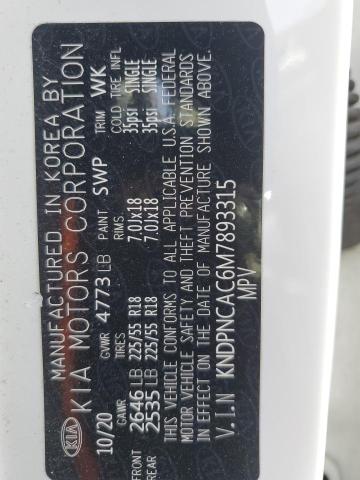 MANUFACTURED IN KOREA BY
KIA KIA MOTORS CORPORATION
10/20 GVWR 4773 LB PAINT SWP TRIM WK
GAWR TIRES RIMS COLD TIRE INFL
FRONT 2646 LB 225/55 R18 7.0Jx18 35psi SINGLE
REAR 2535 LB 225/55 R18 7.0Jx18 35psi SINGLE
THIS VEHICLE CONFORMS TO ALL APPLICABLE U.S.A. FEDERAL
MOTOR VEHICLE SAFETY AND THEFT PREVENTION STANDARDS
IN EFFECT ON THE DATE OF MANUFACTURE SHOWN ABOVE.
V.I.N KNDPNCAC6M7893315
MPV